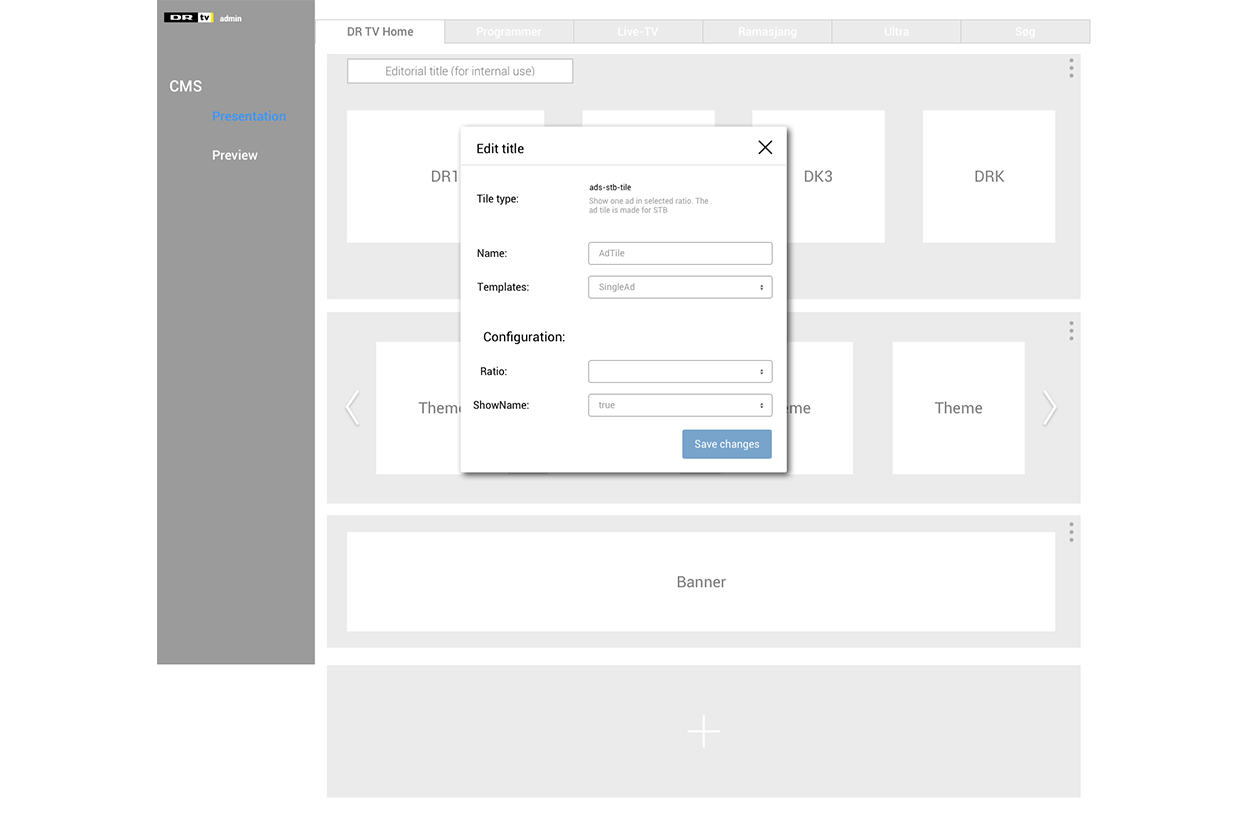 DR tv admin
DR TV Home Programmer Live-TV Ramasjang Ultra Søg
Editorial title (for internal use)
CMS
Presentation
Preview
DR1
DK3
DRK
Edit title
Tile type:
ads-stb-tile
Show one ad in selected ratio. The
ad tile is made for STB
Name:
AdTile
Templates:
SingleAd
Configuration:
Ratio:
ShowName:
true
Save changes
Theme
eme
Theme
Banner